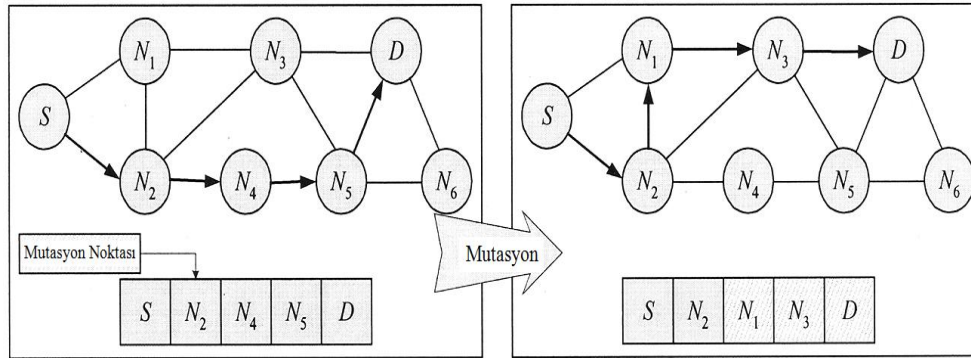 N1 N3 D
S
N2 N4 N5 N6
Mutasyon Noktası
S N2 N4 N5 D
Mutasyon
N1 N3 D
S
N2 N4 N5 N6
S N2 N1 N3 D